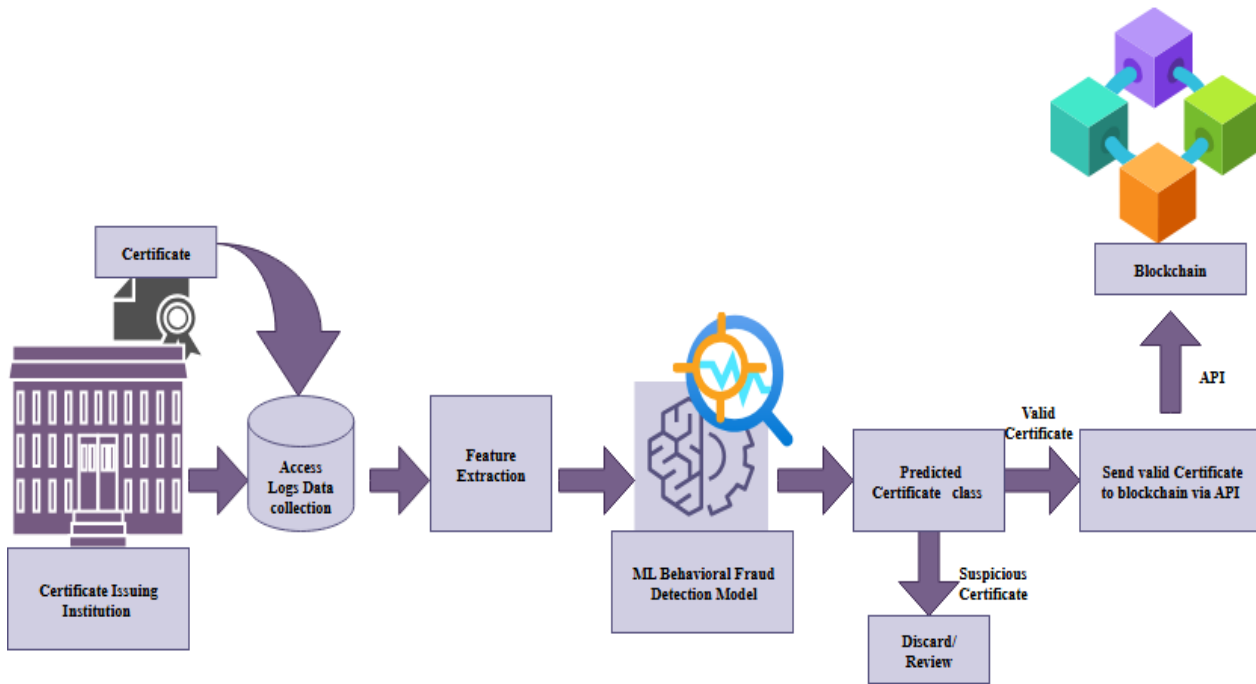 Certificate
Blockchain
API
Access
Logs Data
collection
Feature
Extraction
Valid
Certificate
Predicted
Certificate class
Send valid Certificate
to blockchain via API
Certificate Issuing
Institution
ML Behavioral Fraud
Detection Model
Suspicious
Certificate
Discard/
Review